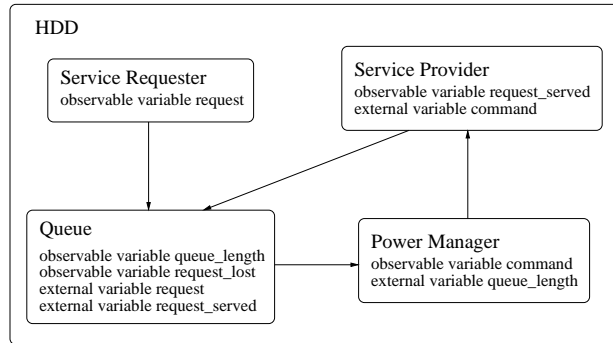 HDD
Service Requester
observable variable request
Service Provider
observable variable request_served
external variable command
Queue
observable variable queue_length
observable variable request_lost
external variable request
external variable request_served
Power Manager
observable variable command
external variable queue_length